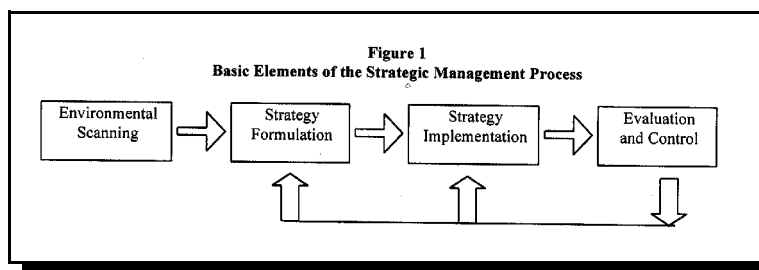 Figure 1
Basic Elements of the Strategic Management Process
Environmental
Scanning
Strategy
Formulation
Strategy
Implementation
Evaluation
and Control